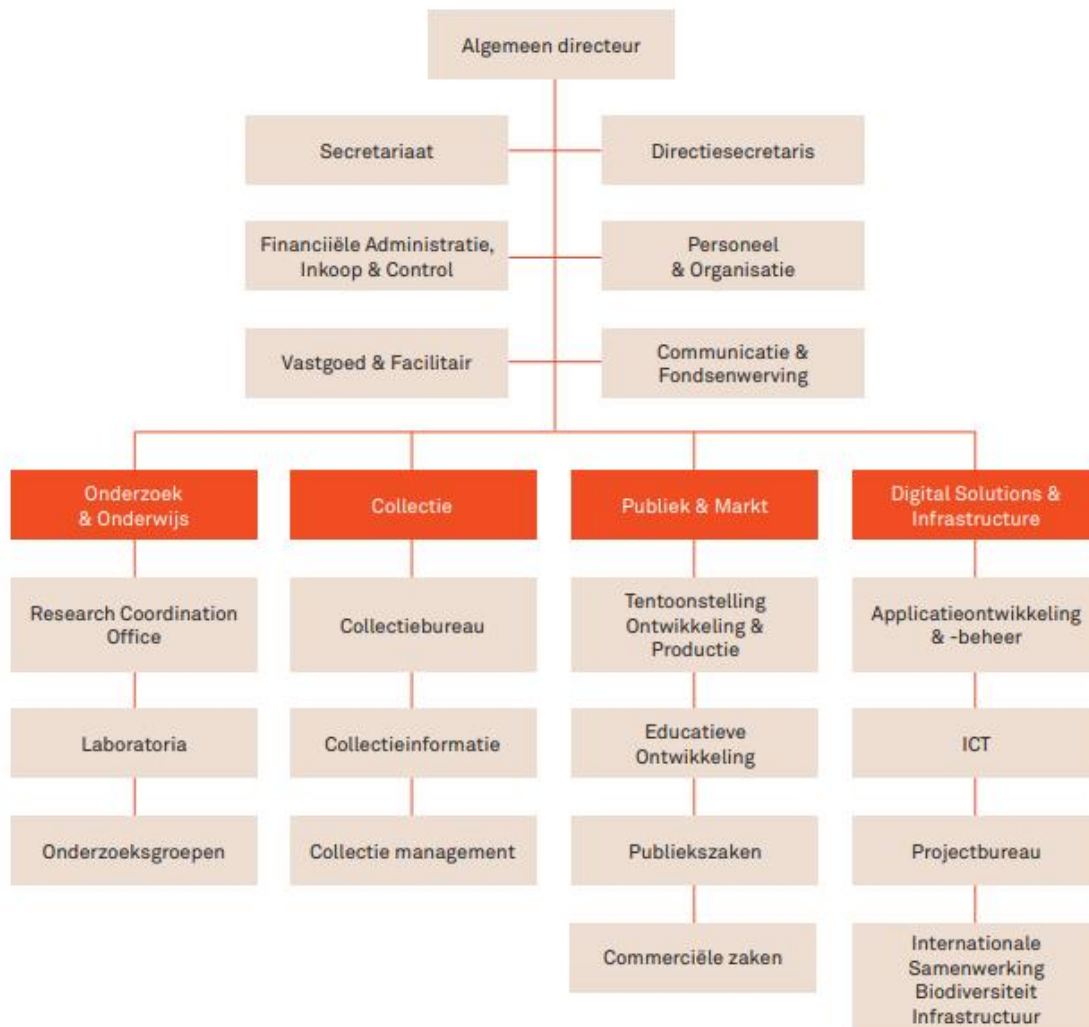 Algemeen directeur
Secretariaat
Directiesecretaris
Financiiële Administratie,
Inkoop & Control
Personeel
& Organisatie
Vastgoed & Facilitair
Communicatie &
Fondsenwerving
Onderzoek
& Onderwijs
Collectie
Publiek & Markt
Digital Solutions &
Infrastructure
Research Coordination
Office
Collectiebureau
Tentoonstelling
Ontwikkeling &
Productie
Applicatieontwikkeling
& -beheer
Laboratoria
Collectieinformatie
Educatieve
Ontwikkeling
ICT
Onderzoeksgroepen
Collectie management
Publiekszaken
Projectbureau
Commerciële zaken
Internationale
Samenwerking
Biodiversiteit
Infrastructuur